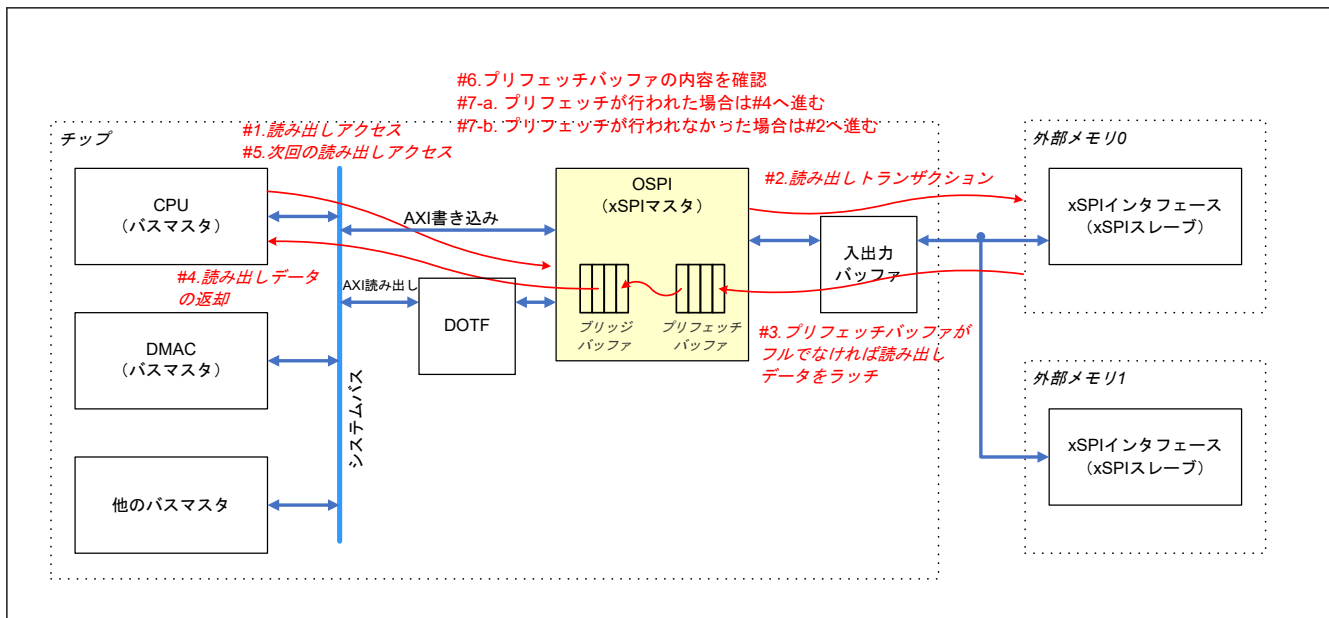 #6.プリフェッチバッファの内容を確認
#7-a. プリフェッチが行われた場合は#4へ進む
#7-b. プリフェッチが行われなかった場合は#2へ進む
チップ
#1.読み出しアクセス
#5.次回の読み出しアクセス
CPU
（バスマスタ）
AXI書き込み
OSPI
（xSPIマスタ）
#2.読み出しトランザクション
外部メモリ0
xSPIインタフェース
（xSPIスレーブ）
入出力
バッファ
#4.読み出しデータ
の返却
AXI読み出し
DOTF
ブリッジ
バッファ
プリフェッチ
バッファ
#3.プリフェッチバッファが
フルでなければ読み出し
データをラッチ
DMAC
（バスマスタ）
システムバス
外部メモリ1
xSPIインタフェース
（xSPIスレーブ）
他のバスマスタ